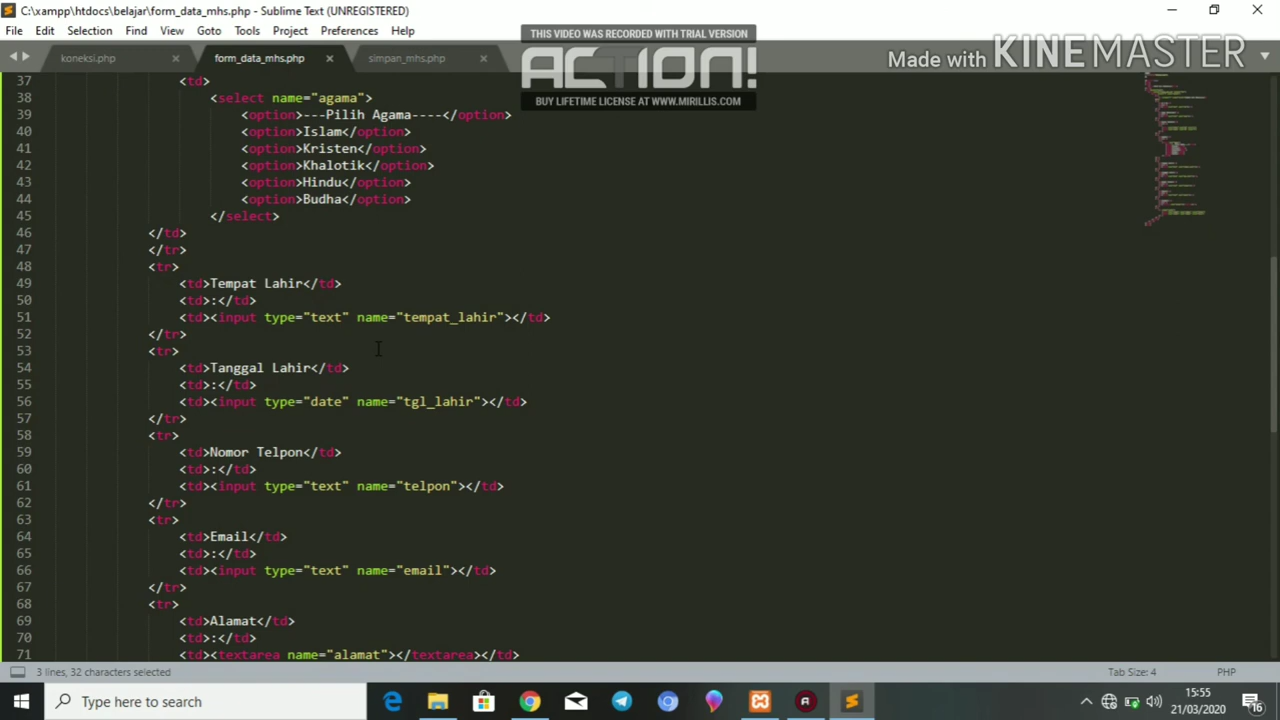 C:\xampp\htdocs\belajar\form_data_mhs.php - Sublime Text (UNREGISTERED)
File Edit Selection Find View Goto Tools Project Preferences Help
THIS VIDEO WAS RECORDED WITH TRIAL VERSION
ACTION!
BUY LIFETIME LICENSE AT WWW.MIRILLIS.COM
Made with KINEMASTER
koneksi.php × form_data_mhs.php × simpan_mhs.php ×
37 <td>
38 <select name="agama">
39 <option>---Pilih Agama----</option>
40 <option>Islam</option>
41 <option>Kristen</option>
42 <option>Khalotik</option>
43 <option>Hindu</option>
44 <option>Budha</option>
45 </select>
46 </td>
47 </tr>
48 <tr>
49 <td>Tempat Lahir</td>
50 <td>:</td>
51 <td><input type="text" name="tempat_lahir"></td>
52 </tr>
53 <tr>
54 <td>Tanggal Lahir</td>
55 <td>:</td>
56 <td><input type="date" name="tgl_lahir"></td>
57 </tr>
58 <tr>
59 <td>Nomor Telpon</td>
60 <td>:</td>
61 <td><input type="text" name="telpon"></td>
62 </tr>
63 <tr>
64 <td>Email</td>
65 <td>:</td>
66 <td><input type="text" name="email"></td>
67 </tr>
68 <tr>
69 <td>Alamat</td>
70 <td>:</td>
71 <td><textarea name="alamat"></textarea></td>
3 lines, 32 characters selected
Tab Size: 4
PHP
Type here to search
15:55
21/03/2020
16